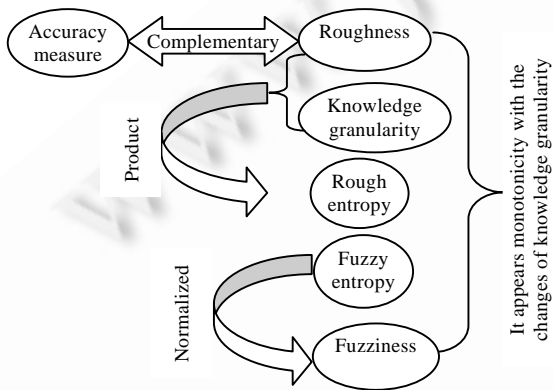 Accuracy
measure
Complementary
Roughness
Knowledge
granularity
Product
Rough
entropy
Fuzzy
entropy
Normalized
Fuzziness
It appears monotonicity with the
changes of knowledge granularity